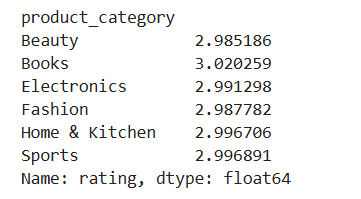 product_category
Beauty 2.985186
Books 3.020259
Electronics 2.991298
Fashion 2.987782
Home & Kitchen 2.996706
Sports 2.996891
Name: rating, dtype: float64